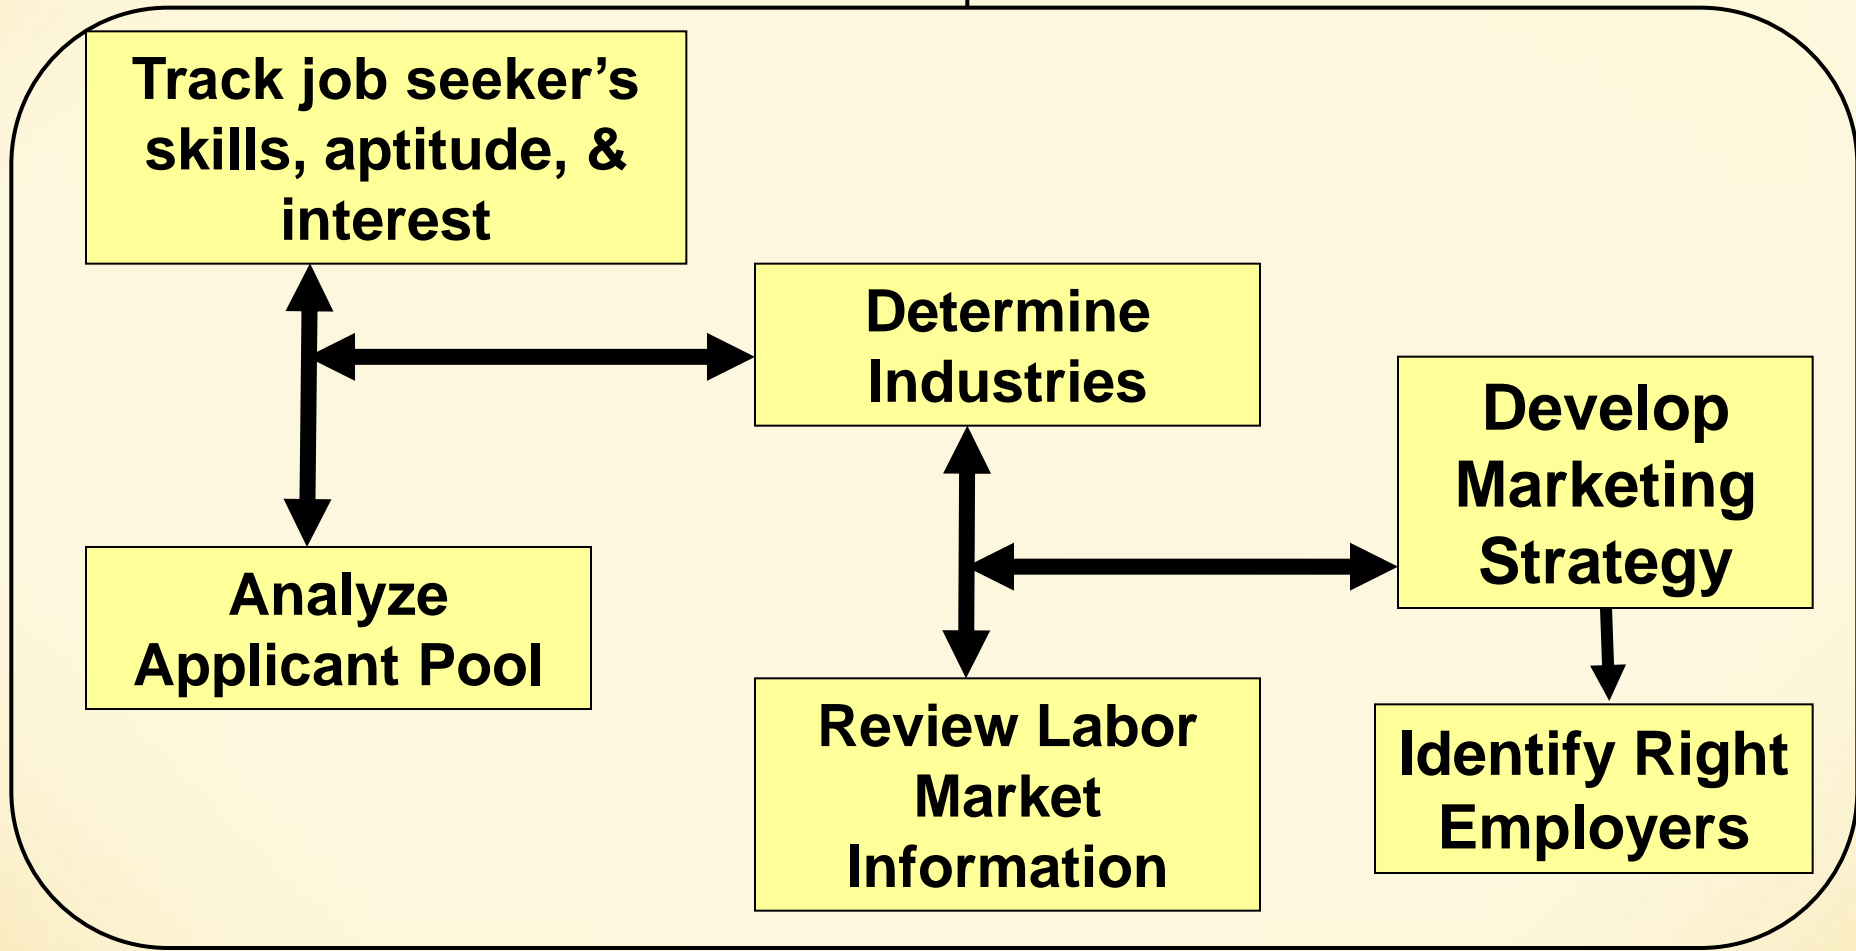 Track job seeker’s
skills, aptitude, &
interest
Determine
Industries
Develop
Marketing
Strategy
Analyze
Applicant Pool
Review Labor
Market
Information
Identify Right
Employers